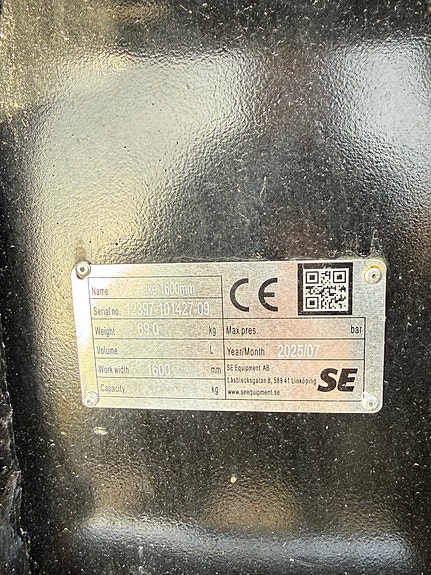 Name Rake 1600mm
CE
Serial no. 12397-101427-09
Weight 69.0 kg
Max pres. bar
Volume L
Year/Month 2025/07
Work width 1600 mm
Capacity kg
SE Equipment AB
Låsblecksgatan 8, 589 41 Linköping
www.seequipment.se
SE